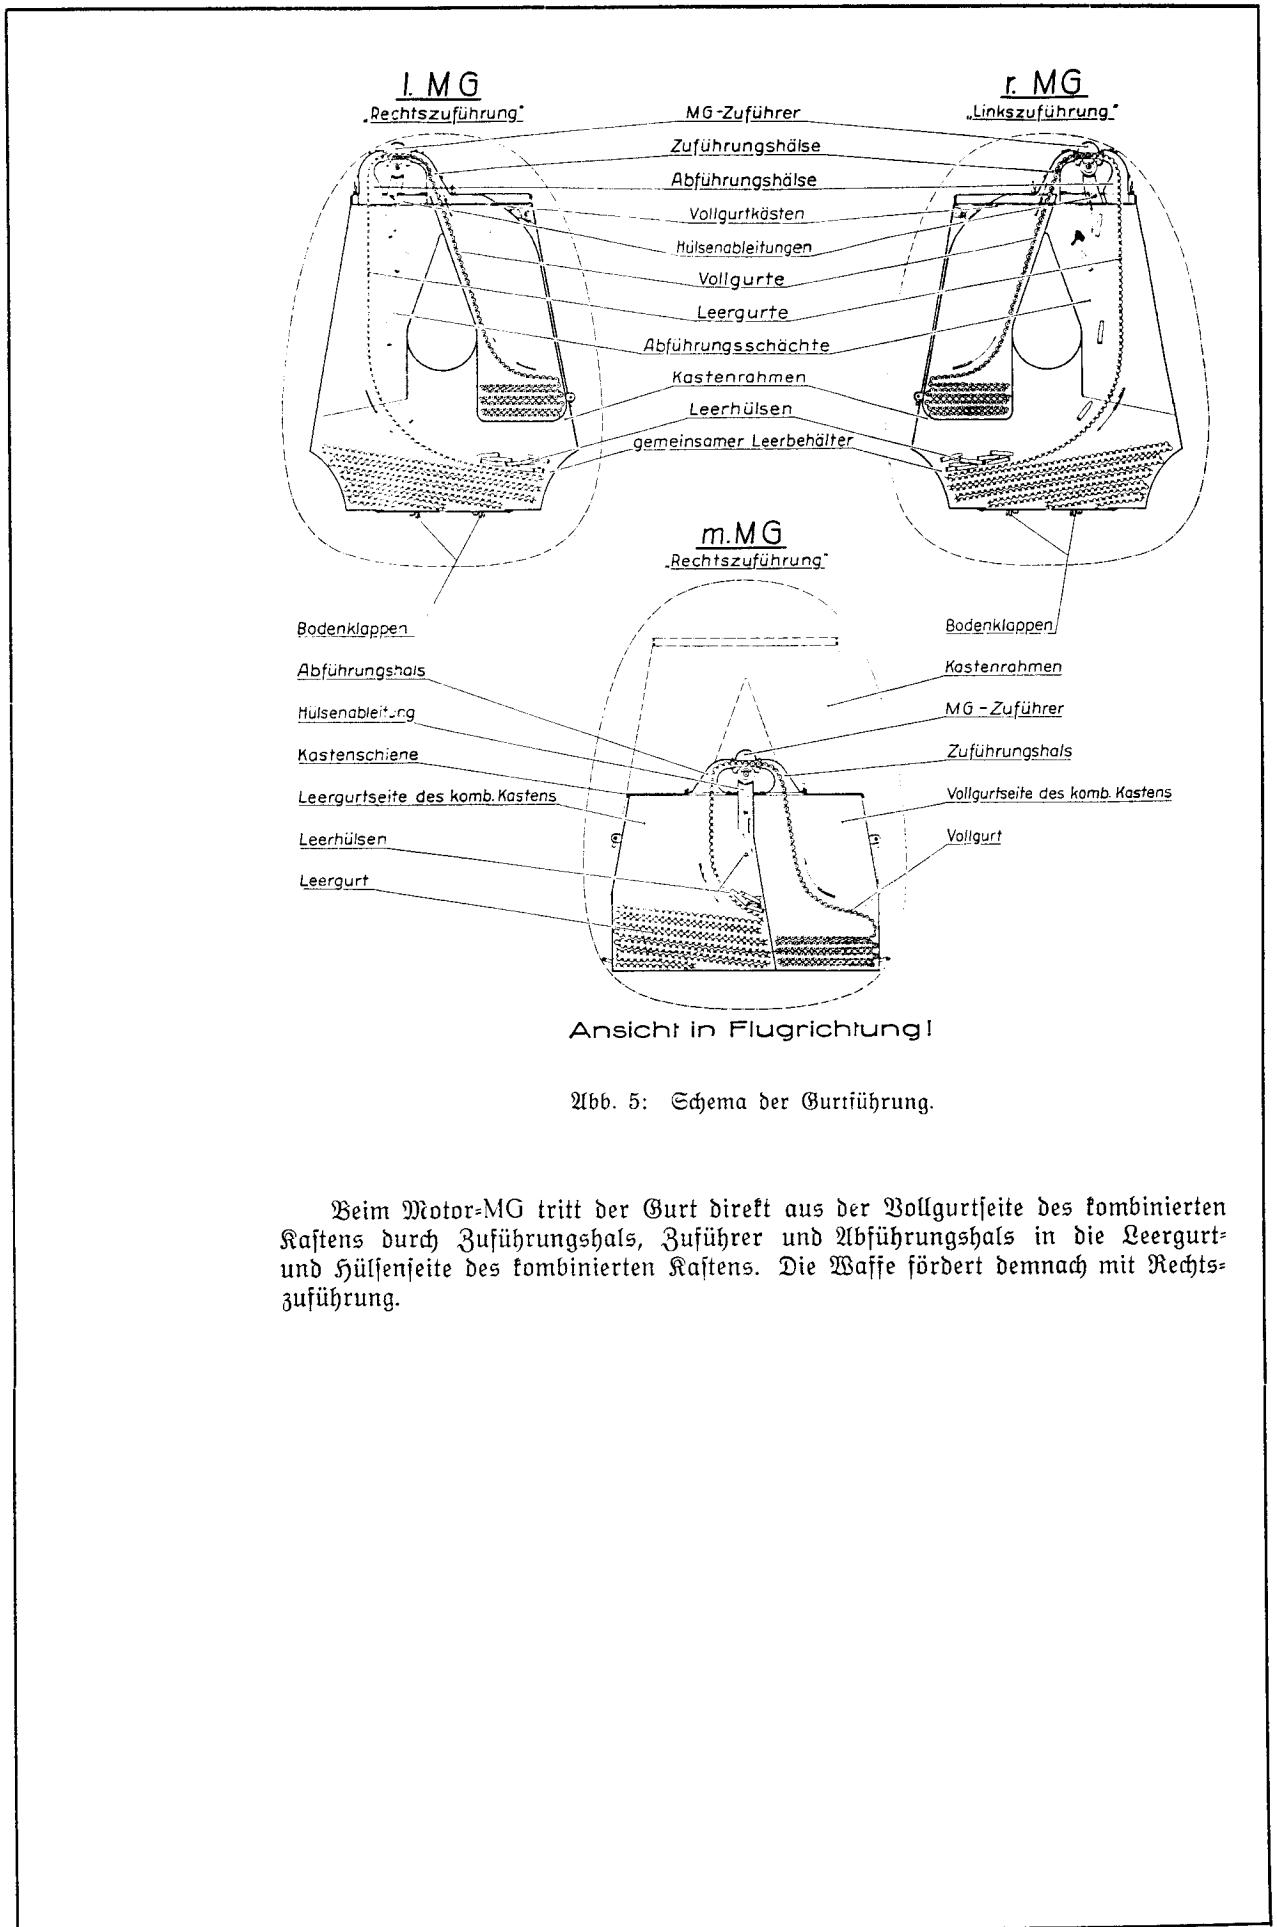 l. MG
„Rechtszuführung“
r. MG
„Linkszuführung“
MG-Zuführer
Zuführungshälse
Abführungshälse
Vollgurtkästen
Hülsenableitungen
Vollgurte
Leergurte
Abführungsschächte
Kastenrahmen
Leerhülsen
gemeinsamer Leerbehälter
m. MG
„Rechtszuführung“
Bodenklappen
Abführungshals
Hülsenableitung
Kastenschiene
Leergurtseite des komb. Kastens
Leerhülsen
Leergurt
Bodenklappen
Kastenrahmen
MG-Zuführer
Zuführungshals
Vollgurtseite des komb. Kastens
Vollgurt
Ansicht in Flugrichtung!
Abb. 5: Schema der Gurtführung.
Beim Motor-MG tritt der Gurt direkt aus der Vollgurtseite des kombinierten
Kastens durch Zuführungshals, Zuführer und Abführungshals in die Leergurt-
und Hülsenseite des kombinierten Kastens. Die Waffe fördert demnach mit Rechts-
zuführung.